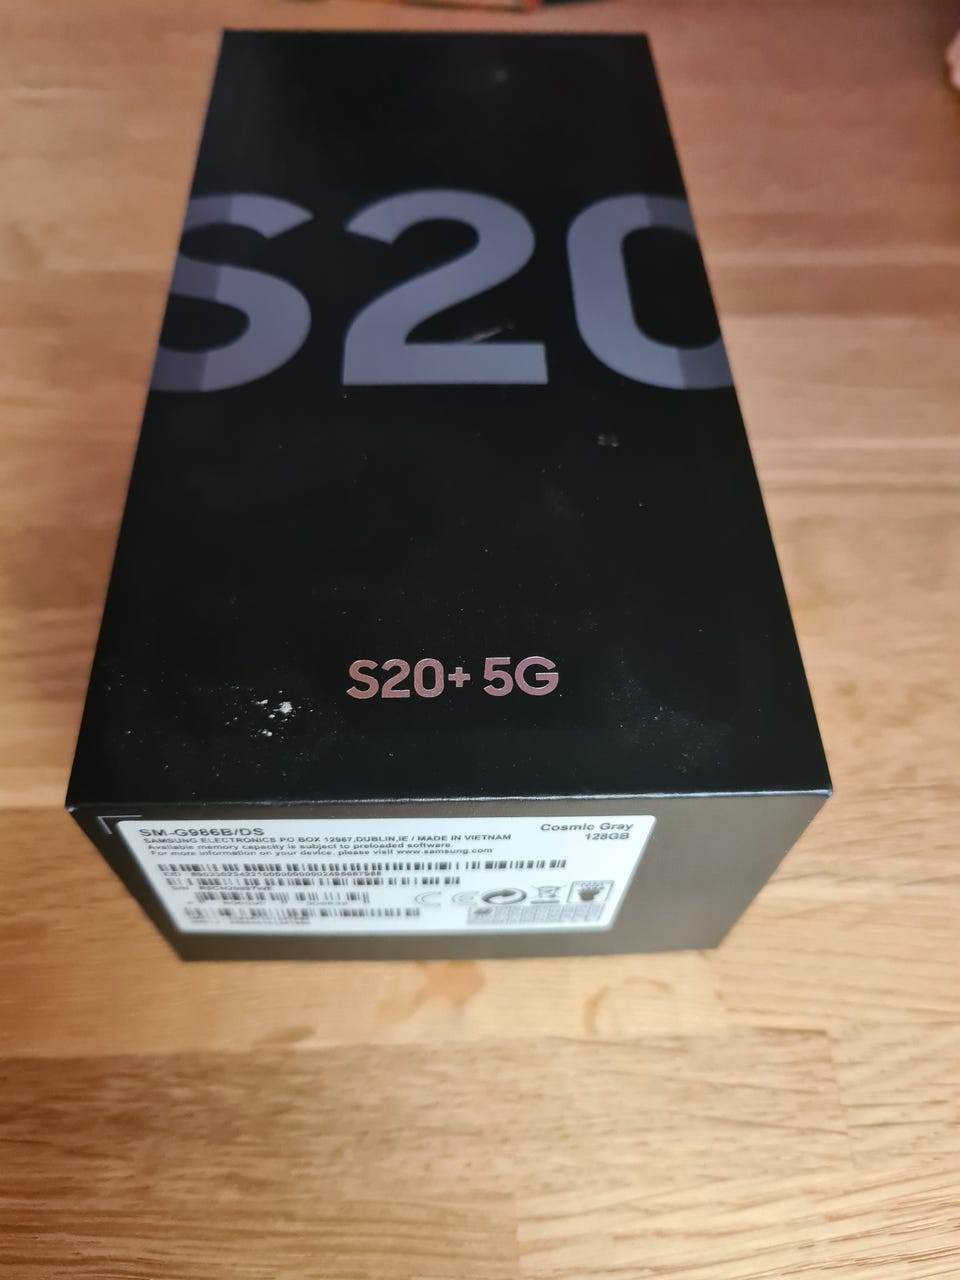 S20
S20+ 5G
SM-G986B/DS
Cosmic Gray
128GB
SAMSUNG ELECTRONICS PO BOX 12987,DUBLIN,IE / MADE IN VIETNAM
Available memory capacity is subject to preloaded software.
For more information on your device, please visit www.samsung.com
EID